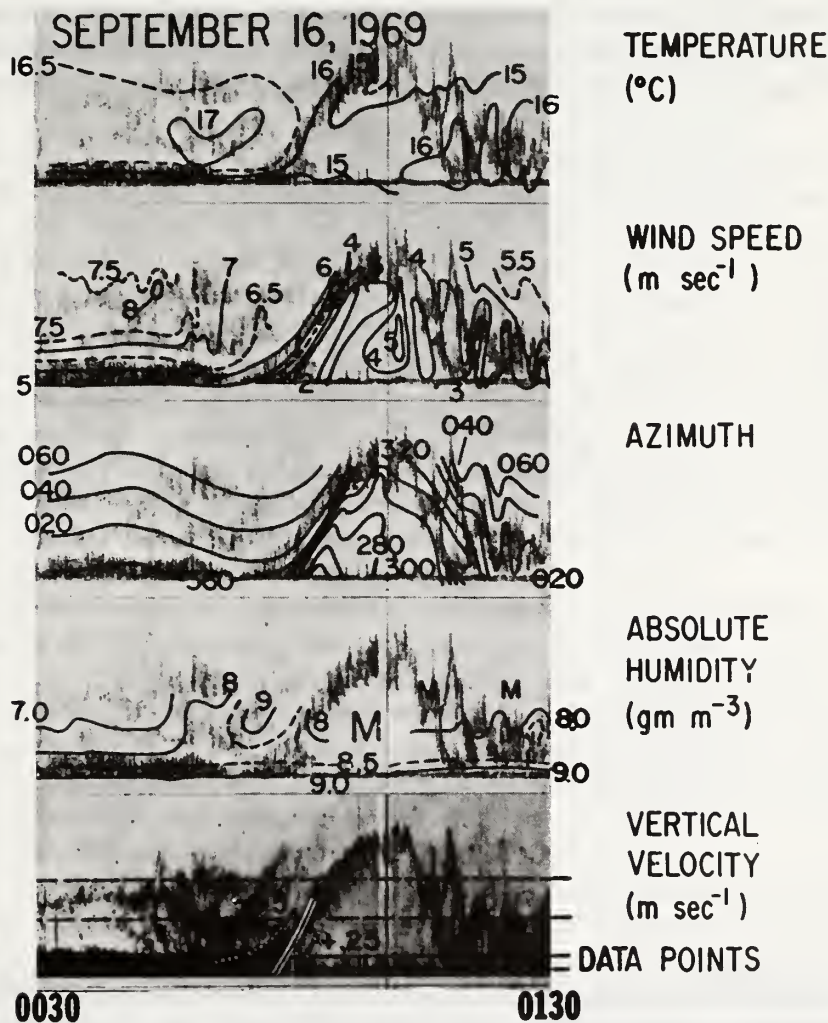 SEPTEMBER 16, 1969
TEMPERATURE
(°C)
16.5
16
15
17
16
16
15
WIND SPEED
(m sec⁻¹)
4
4
5
5.5
7.5
7
6
8
6.5
7.5
5
4
5
2
3
AZIMUTH
040
320
060
060
040
020
280
300
360
020
ABSOLUTE
HUMIDITY
(gm m⁻³)
8
9
M
M
7.0
8
M
8.0
8.5
9.0
9.0
VERTICAL
VELOCITY
(m sec⁻¹)
+.25
DATA POINTS
0030
0130